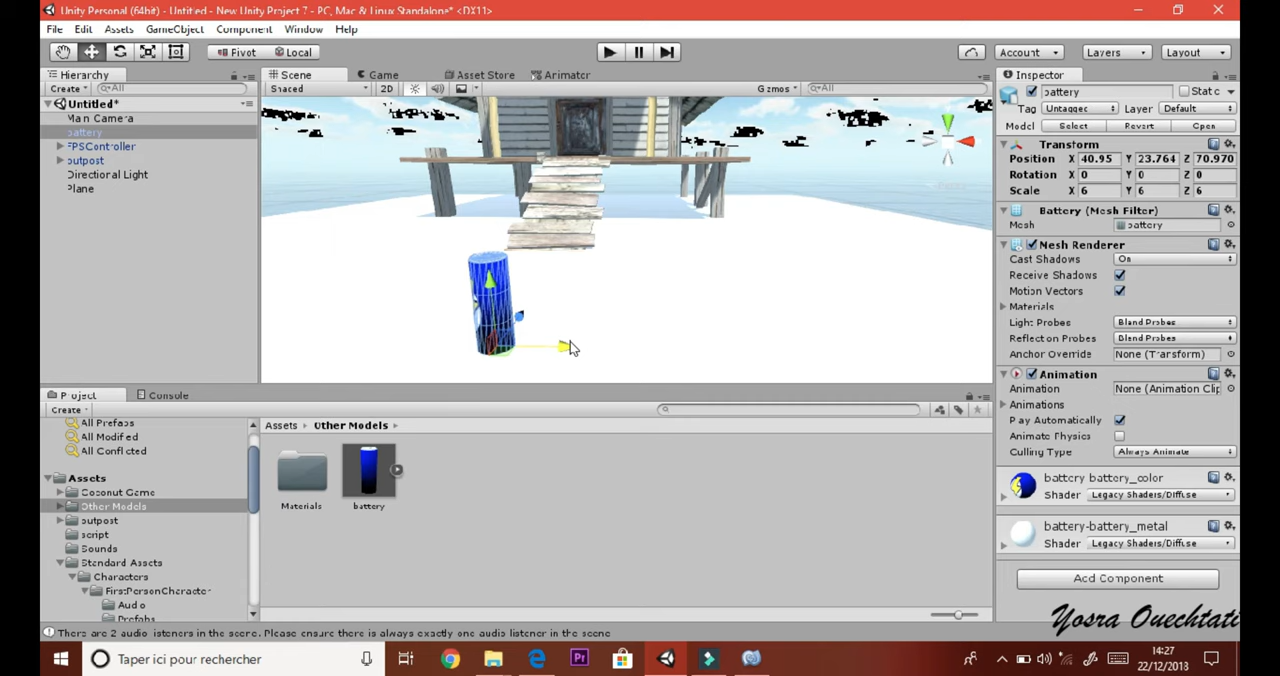 Unity Personal (64bit) - Untitled - New Unity Project 7 - PC, Mac & Linux Standalone* <DX11>
File Edit Assets GameObject Component Window Help
Pivot Local Account Layers Layout
Hierarchy Scene Game Asset Store Animator Inspector
Create All Shaded 2D Gizmos All battery Static
Untitled* Tag Untagged Layer Default
Main Camera Model Select Revert Open
battery Transform
FPSController Position X 40.95 Y 23.764 Z 70.970
outpost Rotation X 0 Y 0 Z 0
Directional Light Scale X 6 Y 6 Z 6
Plane
Battery (Mesh Filter)
Mesh battery
Mesh Renderer
Cast Shadows On
Receive Shadows
Motion Vectors
Materials
Light Probes Blend Probes
Reflection Probes Blend Probes
Anchor Override None (Transform)
Animation
Animation None (Animation Clip
Animations
Play Automatically
Animate Physics
Culling Type Always Animate
battery battery_color
Shader Legacy Shaders/Diffuse
battery-battery_metal
Shader Legacy Shaders/Diffuse
Add Component
Project Console
Create
All Prefabs
All Modified
All Conflicted
Assets
Coconut Game
Other Models
outpost
script
Sounds
Standard Assets
Characters
FirstPersonCharacter
Audio
Prefabs
Assets Other Models
Materials battery
Yosra Ouechtati
There are 2 audio listeners in the scene. Please ensure there is always exactly one audio listener in the scene
Taper ici pour rechercher
Pr
14:27
22/12/2018